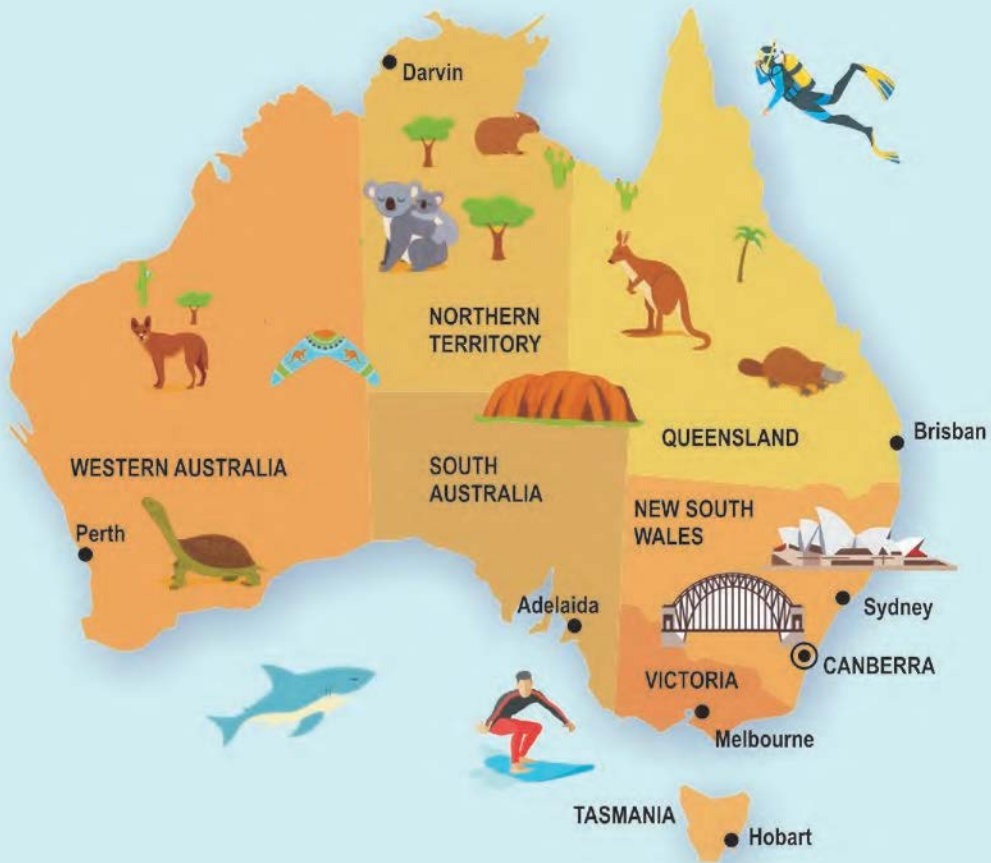 Darvin
NORTHERN
TERRITORY
QUEENSLAND
Brisban
WESTERN AUSTRALIA
SOUTH
AUSTRALIA
NEW SOUTH
WALES
Perth
Adelaida
Sydney
CANBERRA
VICTORIA
Melbourne
TASMANIA
Hobart